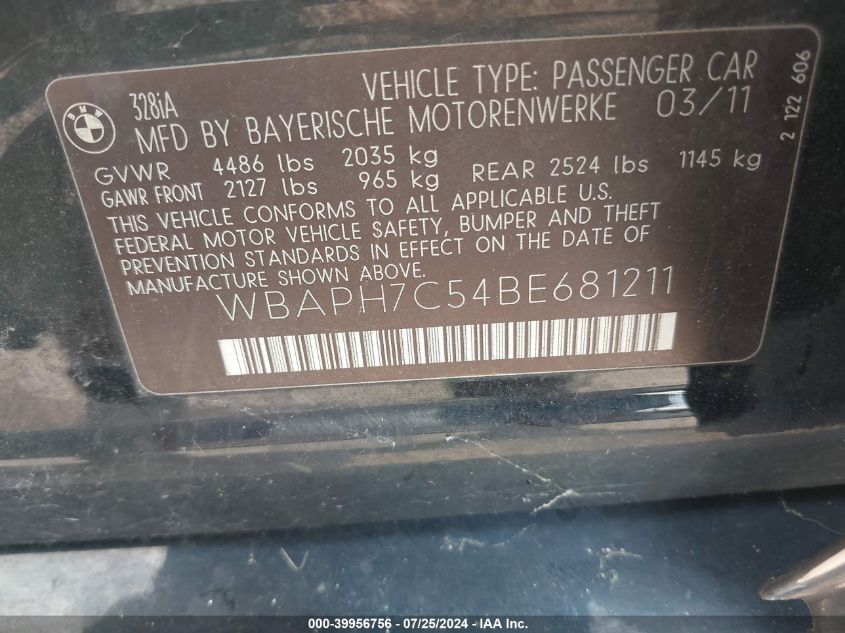 BMW
328iA
VEHICLE TYPE: PASSENGER CAR
MFD BY BAYERISCHE MOTORENWERKE 03/11
GVWR 4486 lbs 2035 kg
GAWR FRONT 2127 lbs 965 kg REAR 2524 lbs 1145 kg
THIS VEHICLE CONFORMS TO ALL APPLICABLE U.S.
FEDERAL MOTOR VEHICLE SAFETY, BUMPER AND THEFT
PREVENTION STANDARDS IN EFFECT ON THE DATE OF
MANUFACTURE SHOWN ABOVE.
WBAPH7C54BE681211
2 122 606
000-39956756 - 07/25/2024 - IAA Inc.